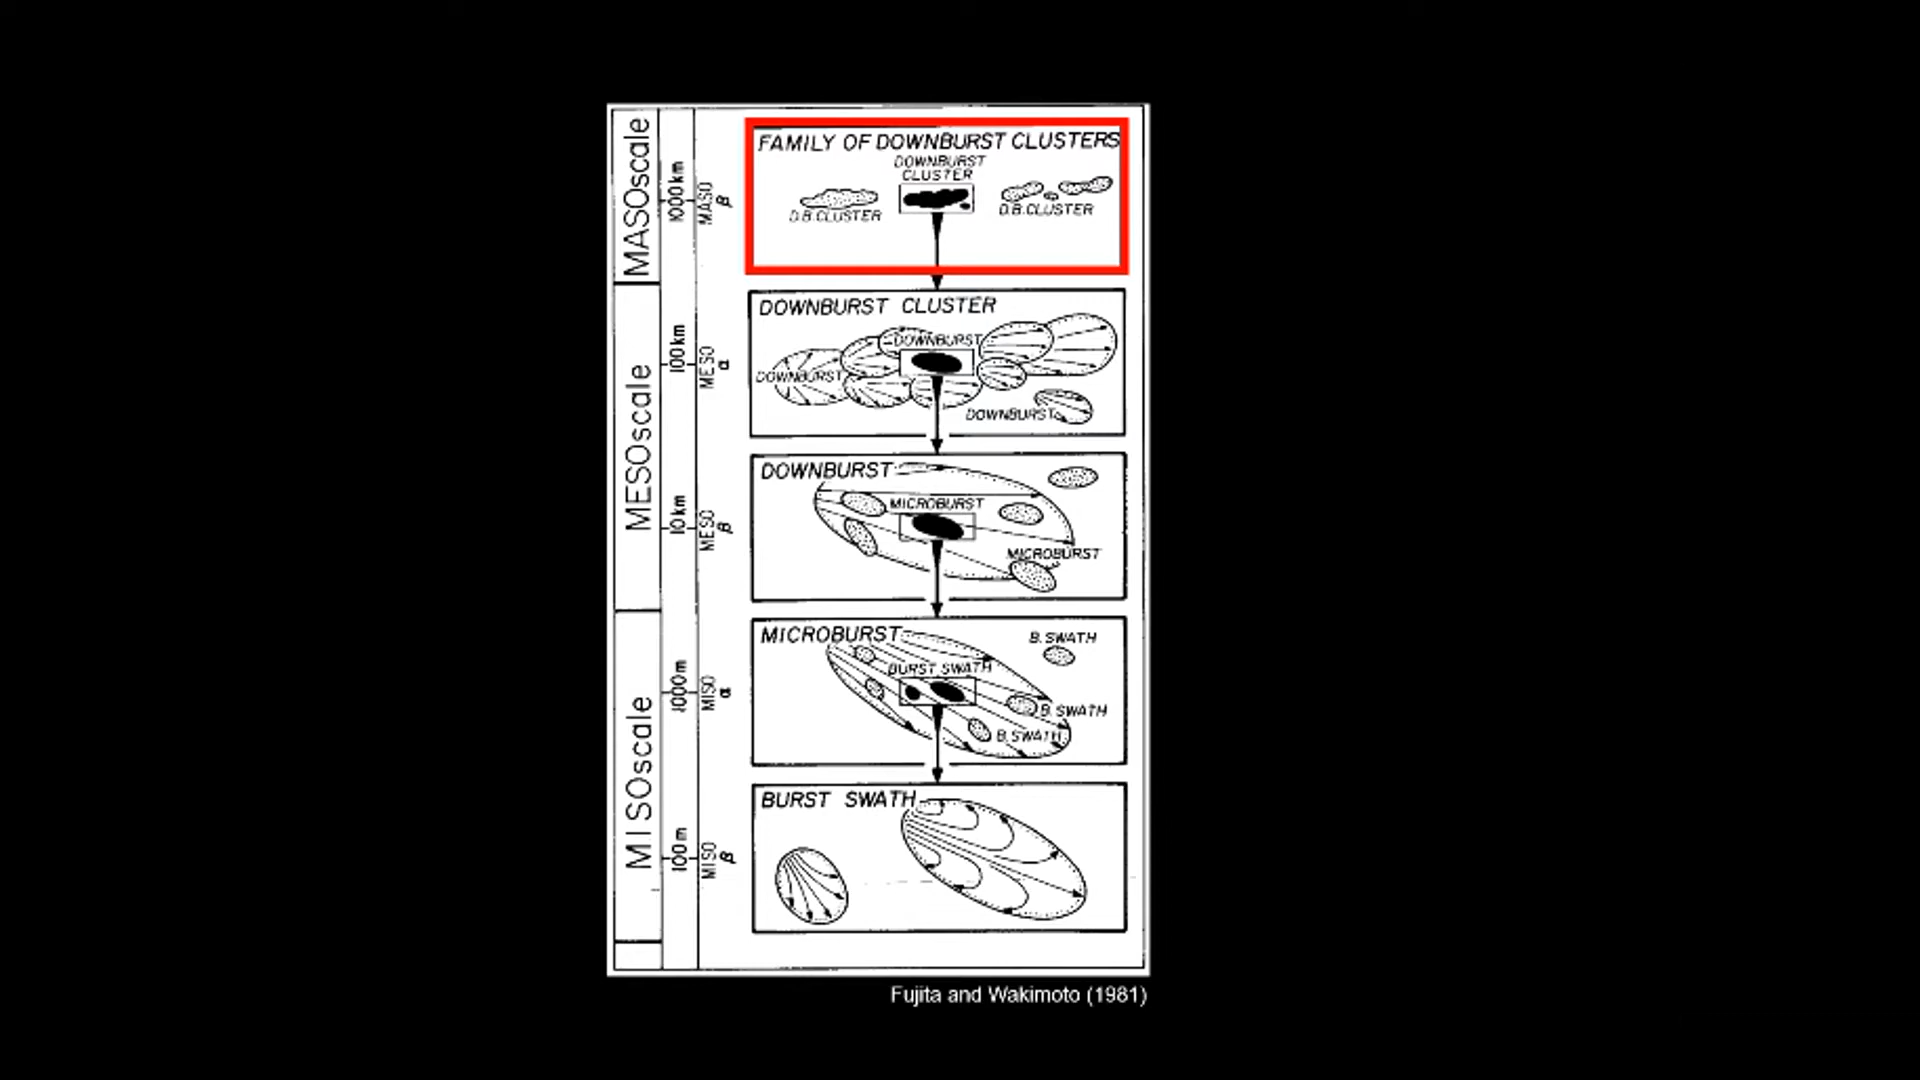 MASOscale
1000 km
MASO β
FAMILY OF DOWNBURST CLUSTERS
DOWNBURST
CLUSTER
D.B.CLUSTER
D.B.CLUSTER
MESOscale
100 km
MESO α
DOWNBURST CLUSTER
DOWNBURST
DOWNBURST
DOWNBURST
10 km
MESO β
DOWNBURST
MICROBURST
MICROBURST
MISOscale
1000 m
MISO α
MICROBURST
B. SWATH
BURST SWATH
B. SWATH
B. SWATH
100 m
MISO β
BURST SWATH
Fujita and Wakimoto (1981)